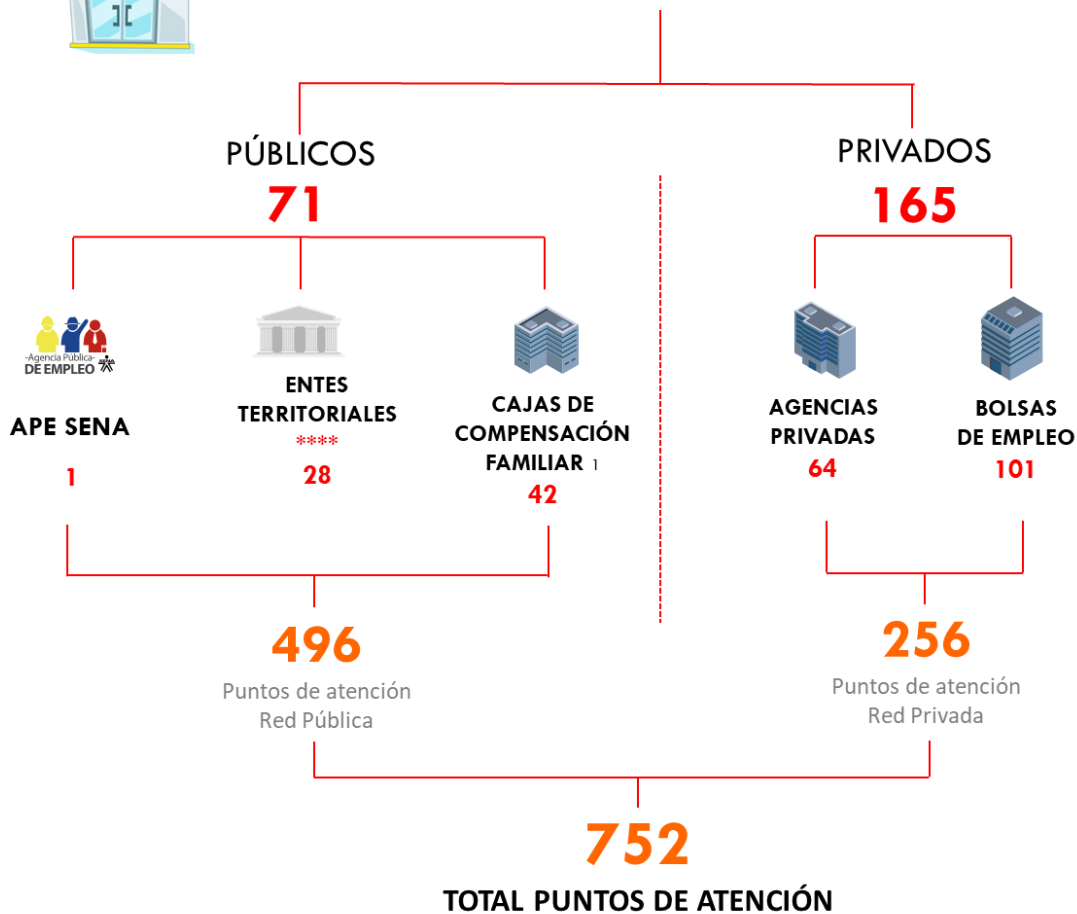 PÚBLICOS
71
PRIVADOS
165
-Agencia Pública-
DE EMPLEO
APE SENA
1
ENTES
TERRITORIALES
****
28
CAJAS DE
COMPENSACIÓN
FAMILIAR 1
42
AGENCIAS
PRIVADAS
64
BOLSAS
DE EMPLEO
101
496
Puntos de atención
Red Pública
256
Puntos de atención
Red Privada
752
TOTAL PUNTOS DE ATENCIÓN